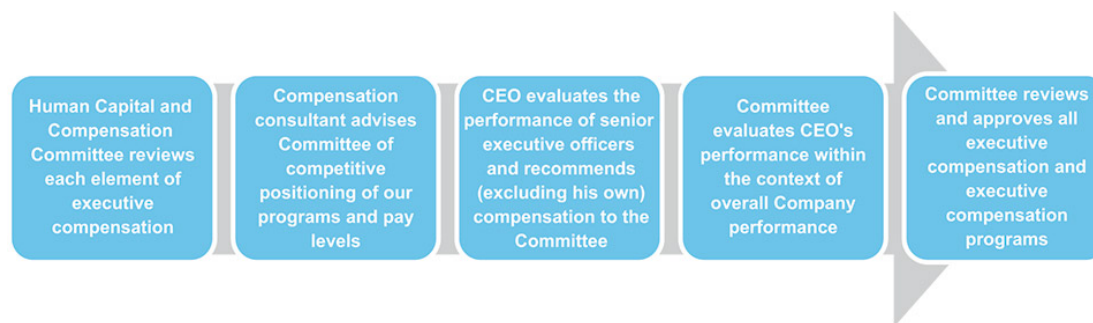 Human Capital and
Compensation
Committee reviews
each element of
executive
compensation
Compensation
consultant advises
Committee of
competitive
positioning of our
programs and pay
levels
CEO evaluates the
performance of senior
executive officers and
recommends
(excluding his own)
compensation to the
Committee
Committee
evaluates CEO's
performance within
the context of
overall Company
performance
Committee reviews
and approves all
executive
compensation and
executive
compensation
programs